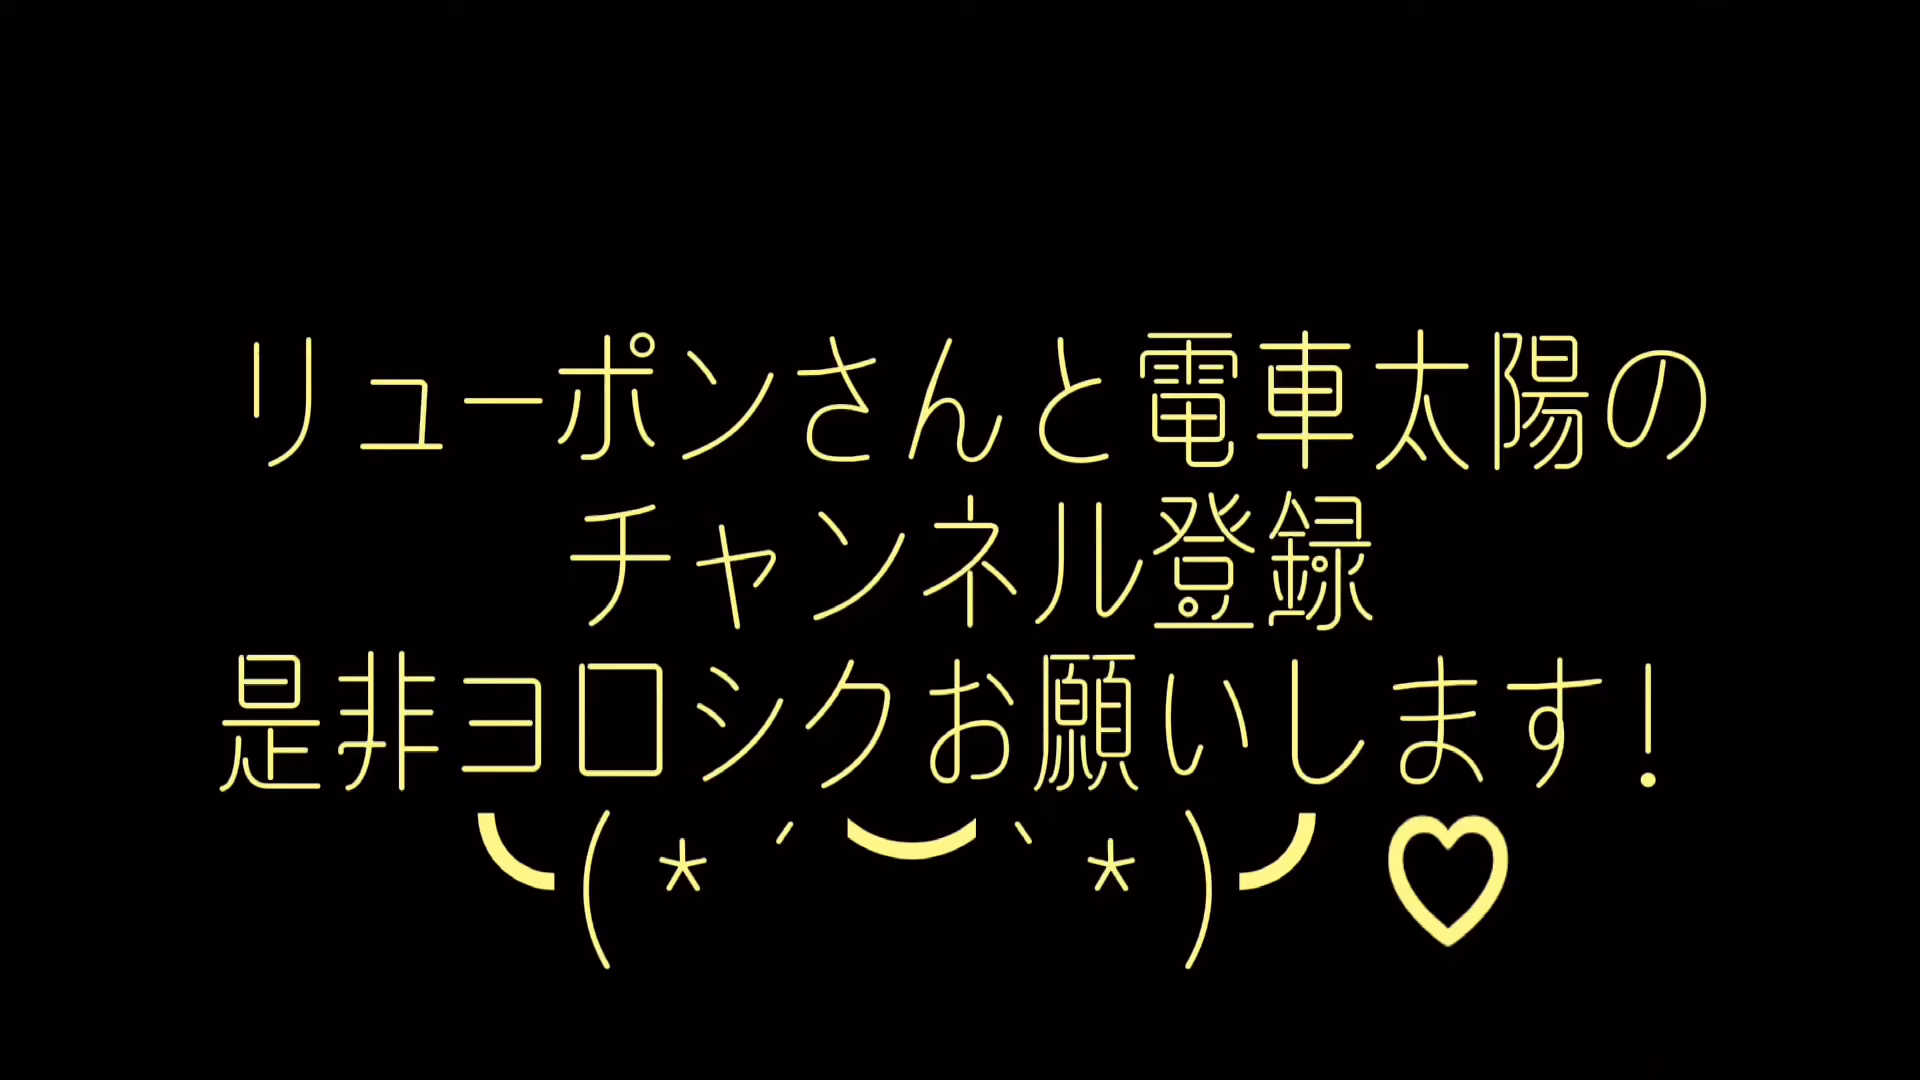 リューポンさんと電車太陽の
チャンネル登録
是非ヨロシクお願いします!
╰(*´︶`*)╯♡